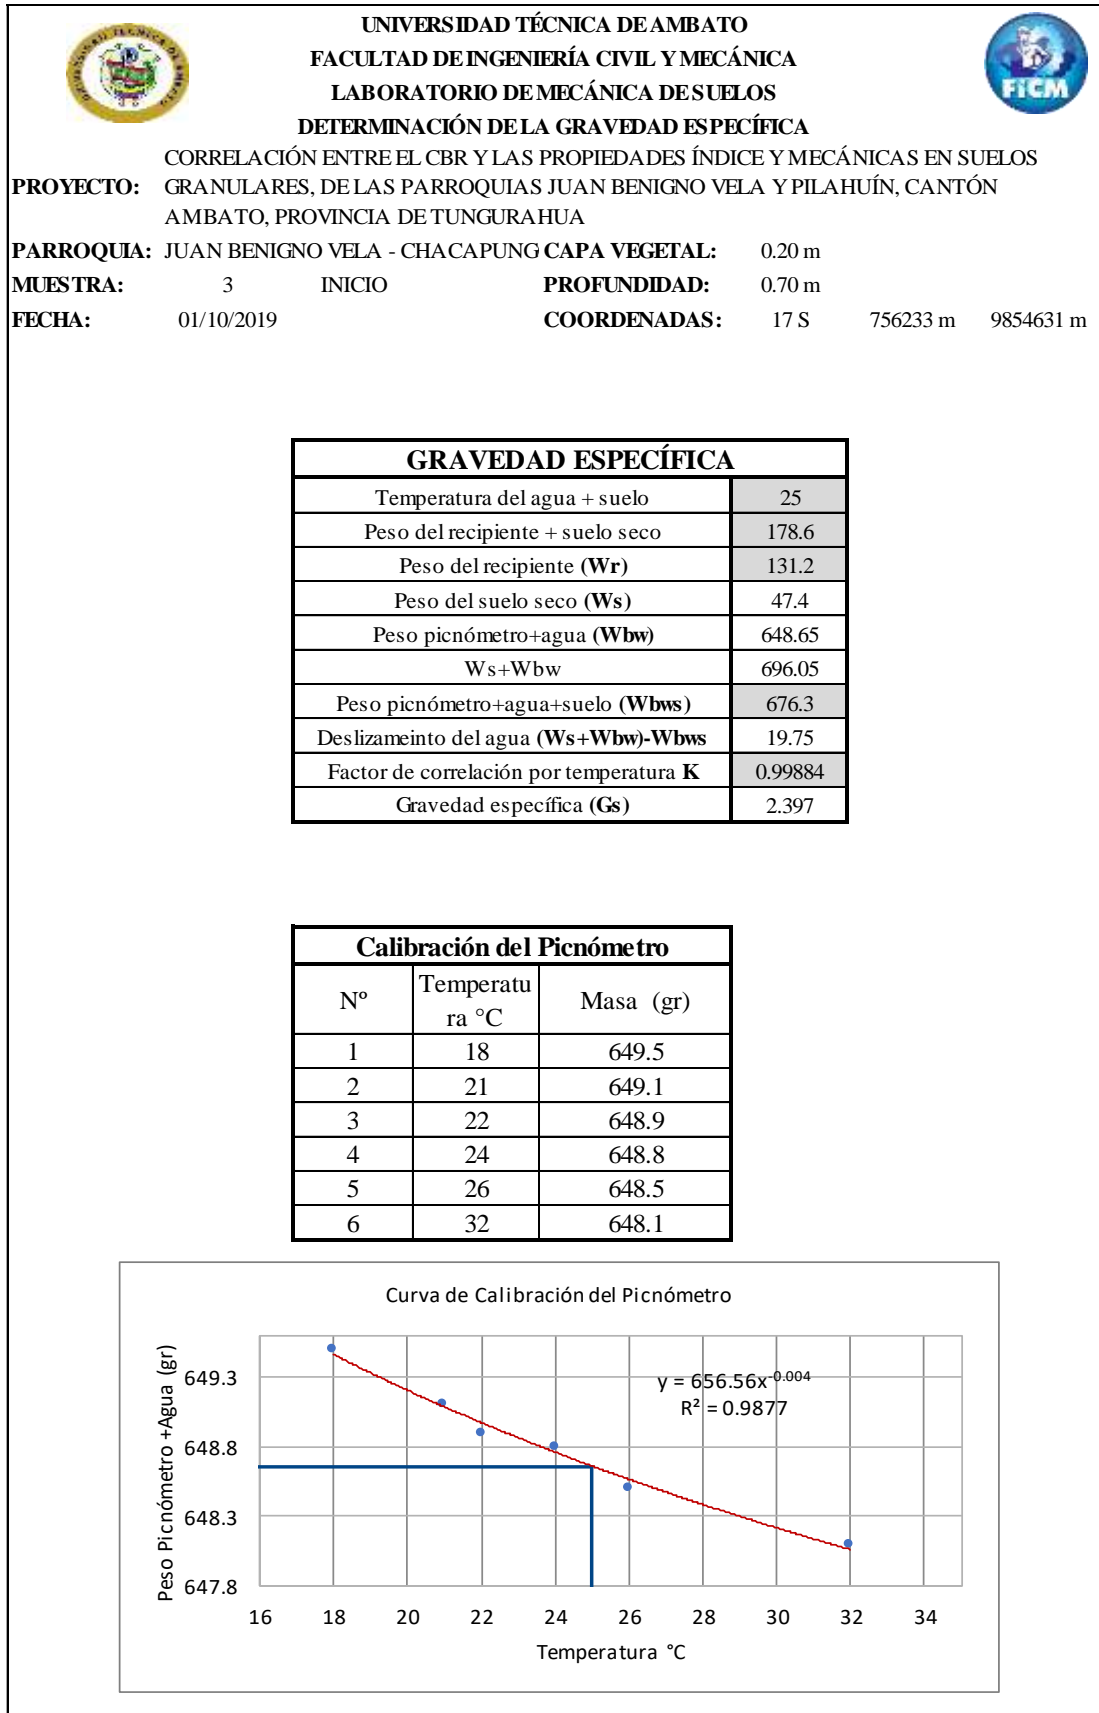 UNIVERSIDAD TÉCNICA DE AMBATO
FACULTAD DE INGENIERÍA CIVIL Y MECÁNICA
LABORATORIO DE MECÁNICA DE SUELOS
DETERMINACIÓN DE LA GRAVEDAD ESPECÍFICA
FICM
PROYECTO: CORRELACIÓN ENTRE EL CBR Y LAS PROPIEDADES ÍNDICE Y MECÁNICAS EN SUELOS
GRANULARES, DE LAS PARROQUIAS JUAN BENIGNO VELA Y PILAHUÍN, CANTÓN
AMBATO, PROVINCIA DE TUNGURAHUA
PARROQUIA: JUAN BENIGNO VELA - CHACAPUNG CAPA VEGETAL: 0.20 m
MUESTRA: 3 INICIO PROFUNDIDAD: 0.70 m
FECHA: 01/10/2019 COORDENADAS: 17 S 756233 m 9854631 m
GRAVEDAD ESPECÍFICA
Temperatura del agua + suelo 25
Peso del recipiente + suelo seco 178.6
Peso del recipiente (Wr) 131.2
Peso del suelo seco (Ws) 47.4
Peso picnómetro+agua (Wbw) 648.65
Ws+Wbw 696.05
Peso picnómetro+agua+suelo (Wbws) 676.3
Deslizameinto del agua (Ws+Wbw)-Wbws 19.75
Factor de correlación por temperatura K 0.99884
Gravedad específica (Gs) 2.397
Calibración del Picnómetro
Nº Temperatu
ra °C Masa (gr)
1 18 649.5
2 21 649.1
3 22 648.9
4 24 648.8
5 26 648.5
6 32 648.1
Curva de Calibración del Picnómetro
Peso Picnómetro +Agua (gr)
649.3
648.8
648.3
647.8
y = 656.56x^-0.004
R² = 0.9877
16 18 20 22 24 26 28 30 32 34
Temperatura °C